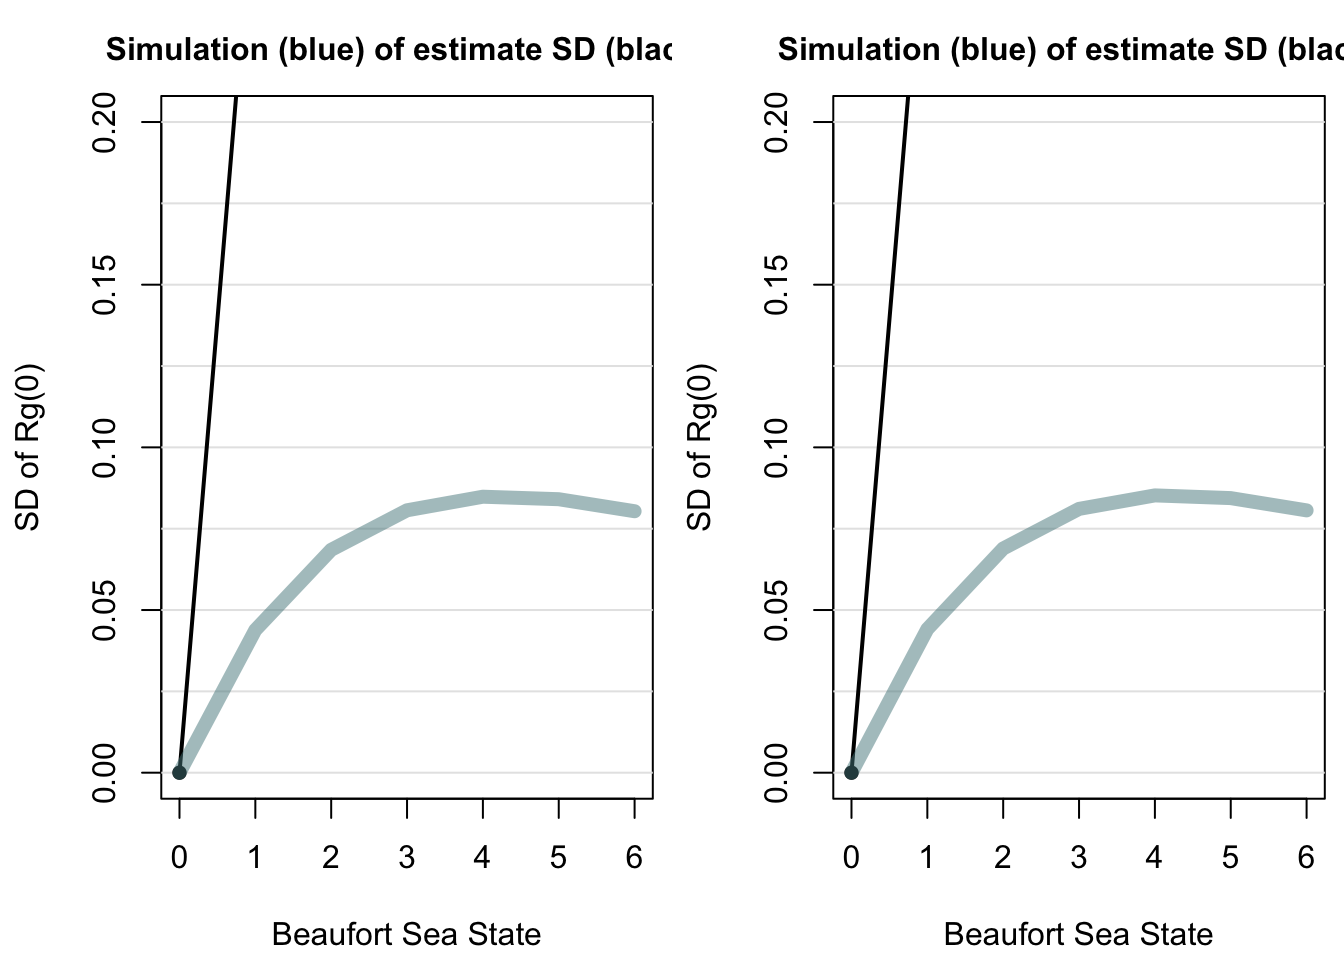 Simulation (blue) of estimate SD (blac
SD of Rg(0)
0.20
0.15
0.10
0.05
0.00
0 1 2 3 4 5 6
Beaufort Sea State
Simulation (blue) of estimate SD (blac
SD of Rg(0)
0.20
0.15
0.10
0.05
0.00
0 1 2 3 4 5 6
Beaufort Sea State